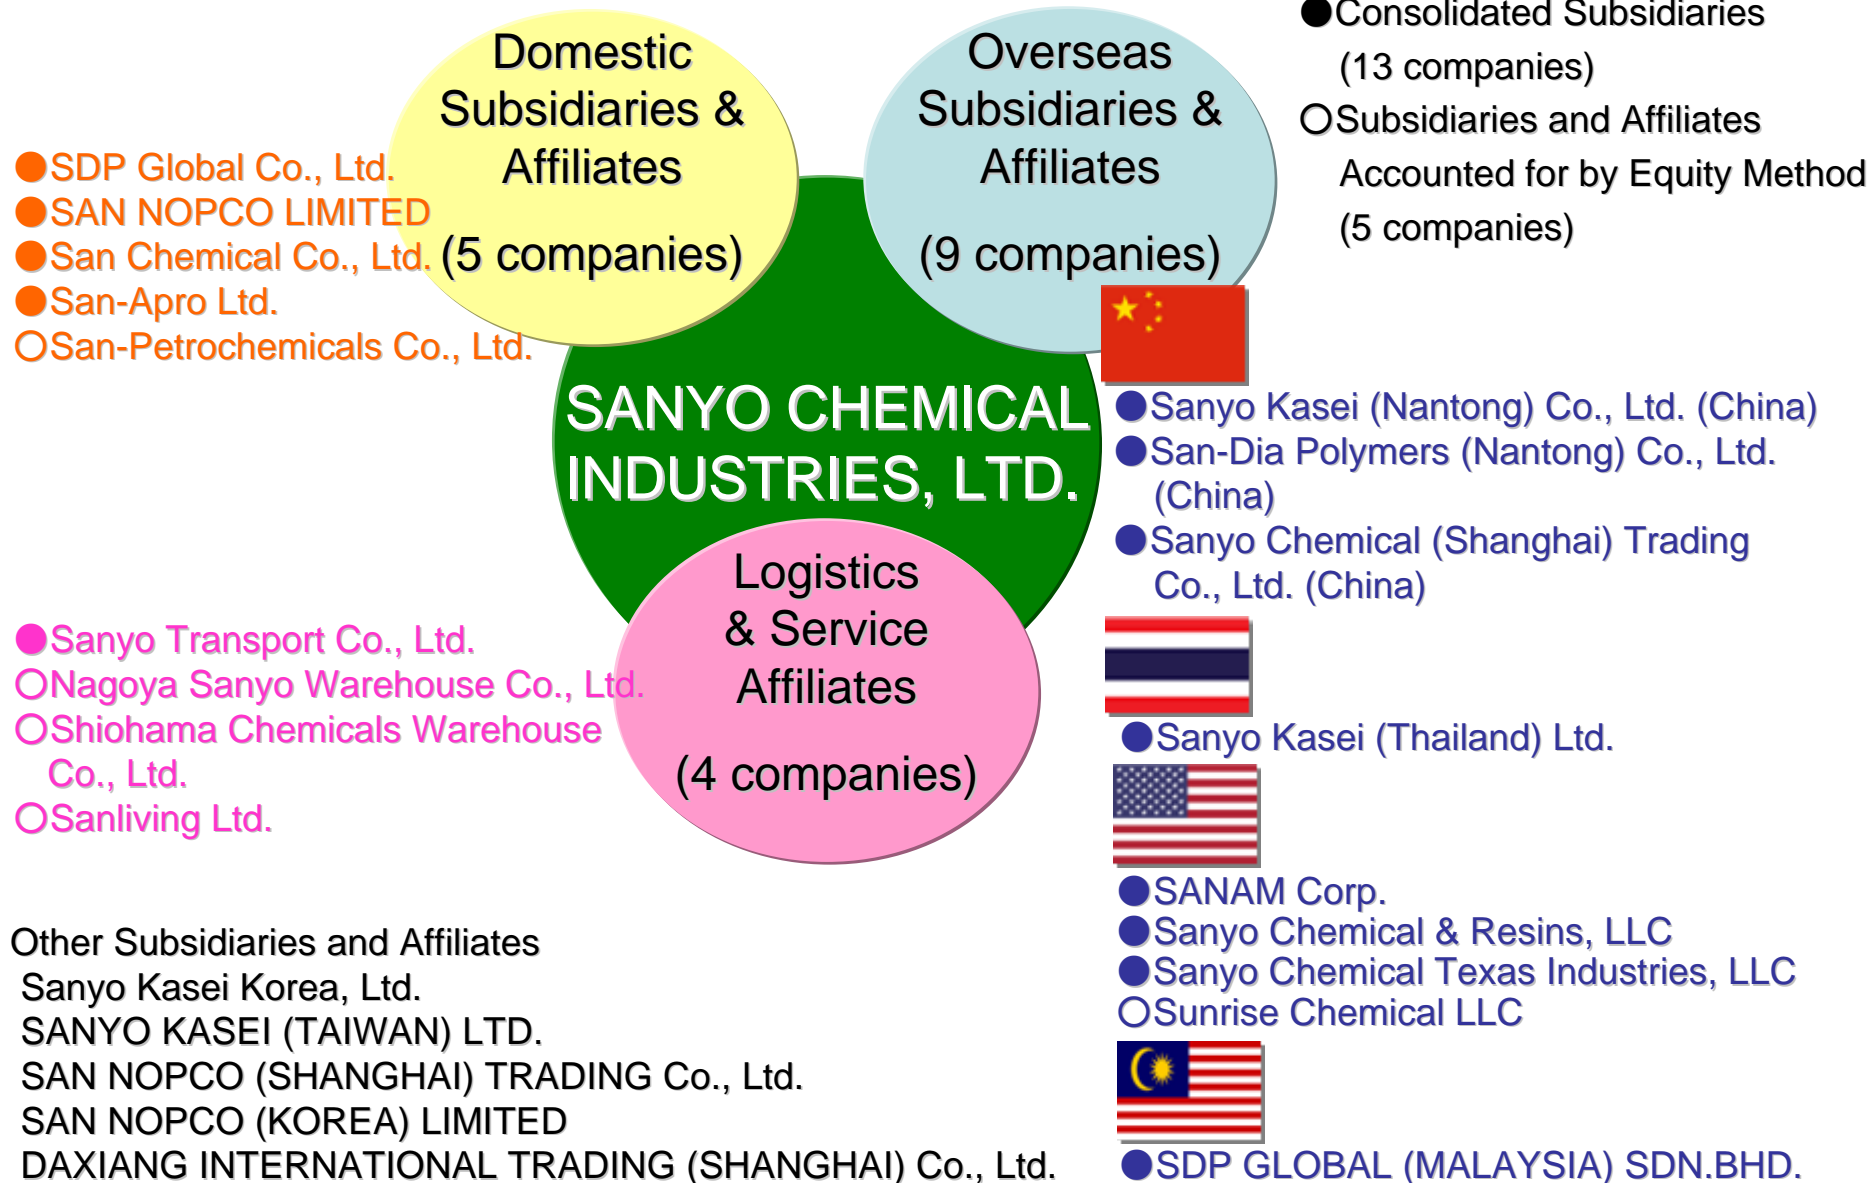 ●Consolidated Subsidiaries
(13 companies)
○Subsidiaries and Affiliates
Accounted for by Equity Method
(5 companies)
Domestic
Subsidiaries &
Affiliates
(5 companies)
Overseas
Subsidiaries &
Affiliates
(9 companies)
●SDP Global Co., Ltd.
●SAN NOPCO LIMITED
●San Chemical Co., Ltd.
●San-Apro Ltd.
○San-Petrochemicals Co., Ltd.
SANYO CHEMICAL
INDUSTRIES, LTD.
●Sanyo Kasei (Nantong) Co., Ltd. (China)
●San-Dia Polymers (Nantong) Co., Ltd.
(China)
●Sanyo Chemical (Shanghai) Trading
Co., Ltd. (China)
Logistics
& Service
Affiliates
(4 companies)
●Sanyo Transport Co., Ltd.
○Nagoya Sanyo Warehouse Co., Ltd.
○Shiohama Chemicals Warehouse
Co., Ltd.
○Sanliving Ltd.
●Sanyo Kasei (Thailand) Ltd.
●SANAM Corp.
●Sanyo Chemical & Resins, LLC
●Sanyo Chemical Texas Industries, LLC
○Sunrise Chemical LLC
●SDP GLOBAL (MALAYSIA) SDN.BHD.
Other Subsidiaries and Affiliates
Sanyo Kasei Korea, Ltd.
SANYO KASEI (TAIWAN) LTD.
SAN NOPCO (SHANGHAI) TRADING Co., Ltd.
SAN NOPCO (KOREA) LIMITED
DAXIANG INTERNATIONAL TRADING (SHANGHAI) Co., Ltd.